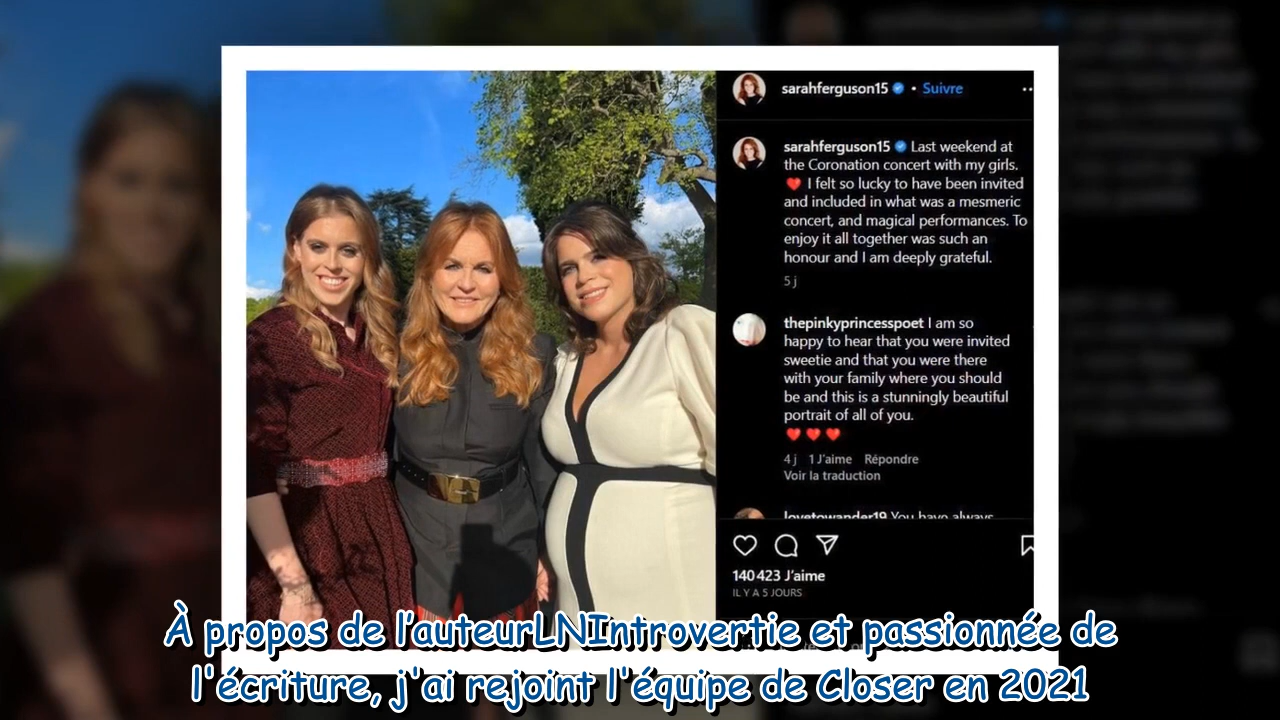 sarahferguson15 • Suivre
sarahferguson15 Last weekend at
the Coronation concert with my girls.
❤️ I felt so lucky to have been invited
and included in what was a mesmeric
concert, and magical performances. To
enjoy it all together was such an
honour and I am deeply grateful.
5 j
thepinkyprincesspoet I am so
happy to hear that you were invited
sweetie and that you were there
with your family where you should
be and this is a stunningly beautiful
portrait of all of you.
❤️❤️❤️
4 j 1 J'aime Répondre
Voir la traduction
lovetowander19 You have always
140 423 J'aime
IL Y A 5 JOURS
À propos de l’auteurLNIntrovertie et passionnée de
l'écriture, j'ai rejoint l'équipe de Closer en 2021